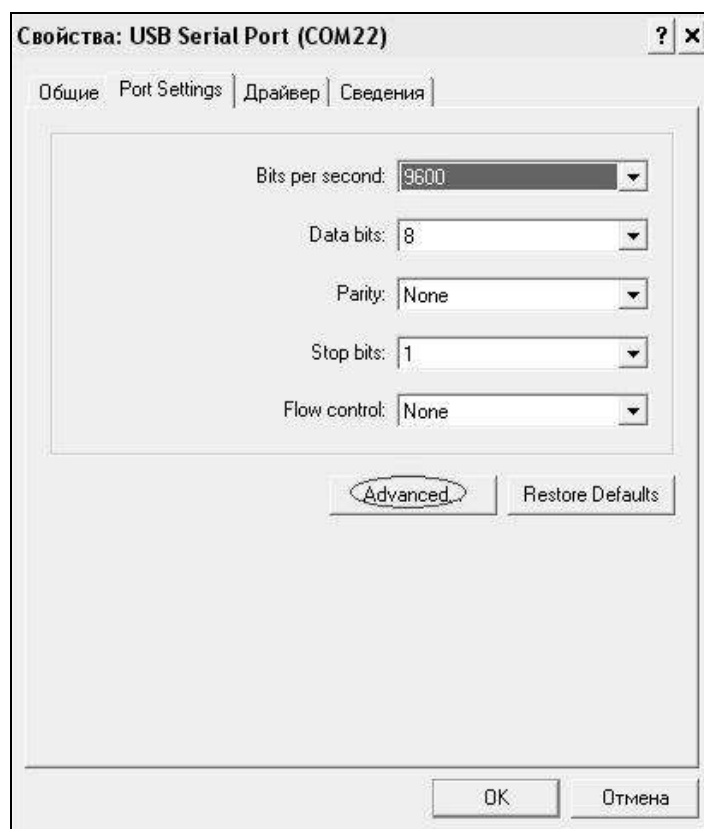 Свойства: USB Serial Port (COM22)
Общие Port Settings Драйвер Сведения
Bits per second: 9600
Data bits: 8
Parity: None
Stop bits: 1
Flow control: None
Advanced.. Restore Defaults
OK Отмена